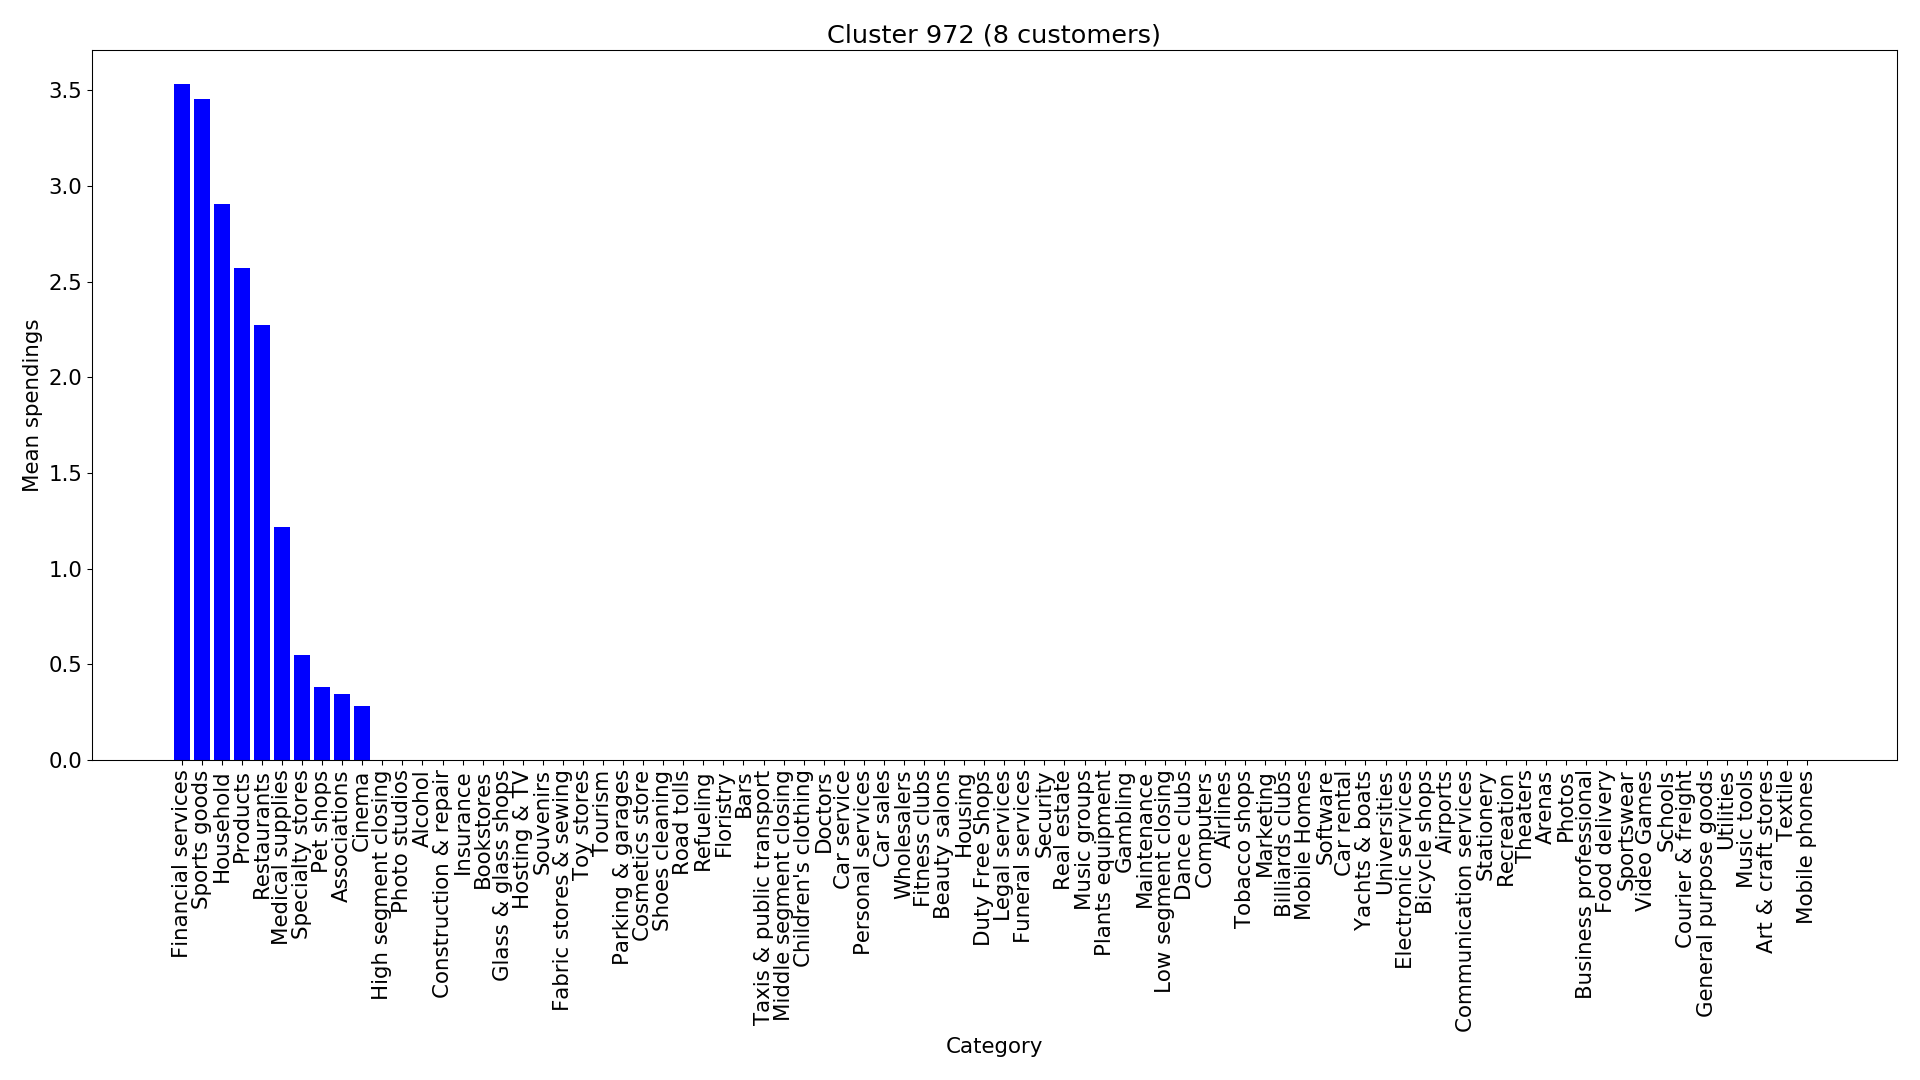 Cluster 972 (8 customers)
Mean spendings
3.5
3.0
2.5
2.0
1.5
1.0
0.5
0.0
Financial services
Sports goods
Household
Products
Restaurants
Medical supplies
Specialty stores
Pet shops
Associations
Cinema
High segment closing
Photo studios
Alcohol
Construction & repair
Insurance
Bookstores
Glass & glass shops
Hosting & TV
Souvenirs
Fabric stores & sewing
Toy stores
Tourism
Parking & garages
Cosmetics store
Shoes cleaning
Road tolls
Refueling
Floristry
Bars
Taxis & public transport
Middle segment closing
Children's clothing
Doctors
Car service
Personal services
Car sales
Wholesalers
Fitness clubs
Beauty salons
Housing
Duty Free Shops
Legal services
Funeral services
Security
Real estate
Music groups
Plants equipment
Gambling
Maintenance
Low segment closing
Dance clubs
Computers
Airlines
Tobacco shops
Marketing
Billiards clubs
Mobile Homes
Software
Car rental
Yachts & boats
Universities
Electronic services
Bicycle shops
Airports
Communication services
Stationery
Recreation
Theaters
Arenas
Photos
Business professional
Food delivery
Sportswear
Video Games
Schools
Courier & freight
General purpose goods
Utilities
Music tools
Art & craft stores
Textile
Mobile phones
Category